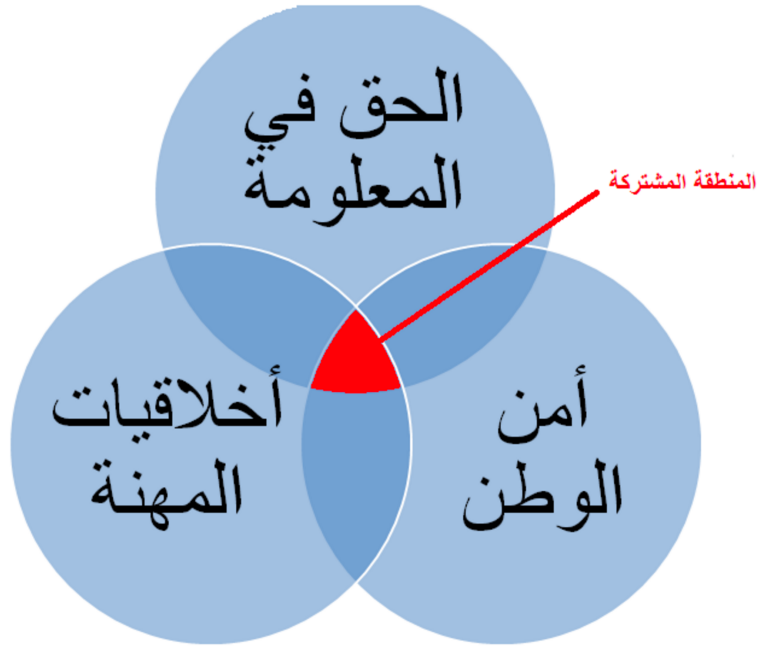 الحق في
المعلومة
المنطقة المشتركة
أمن
الوطن
أخلاقيات
المهنة